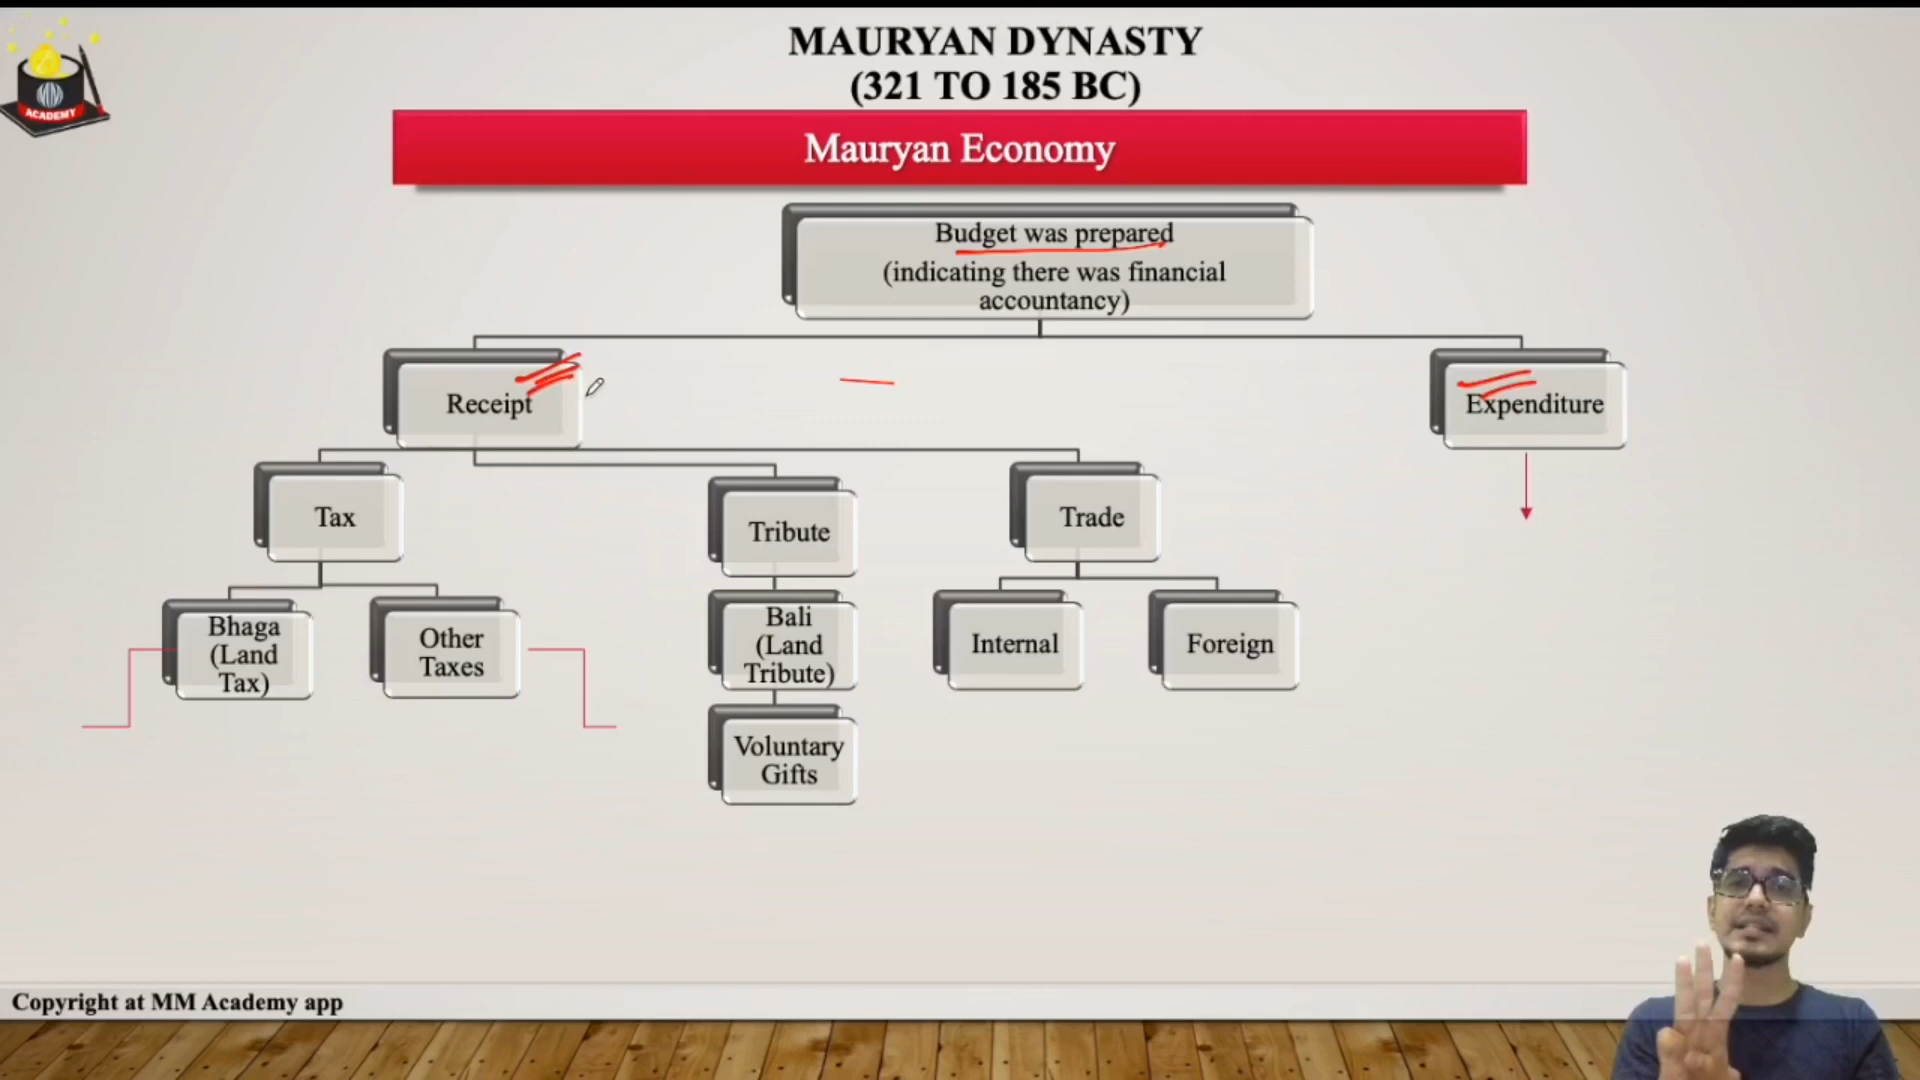 MAURYAN DYNASTY
(321 TO 185 BC)
ACADEMY
Mauryan Economy
Budget was prepared
(indicating there was financial
accountancy)
Receipt
Expenditure
Tax
Tribute
Trade
Bhaga
(Land
Tax)
Other
Taxes
Bali
(Land
Tribute)
Internal
Foreign
Voluntary
Gifts
Copyright at MM Academy app